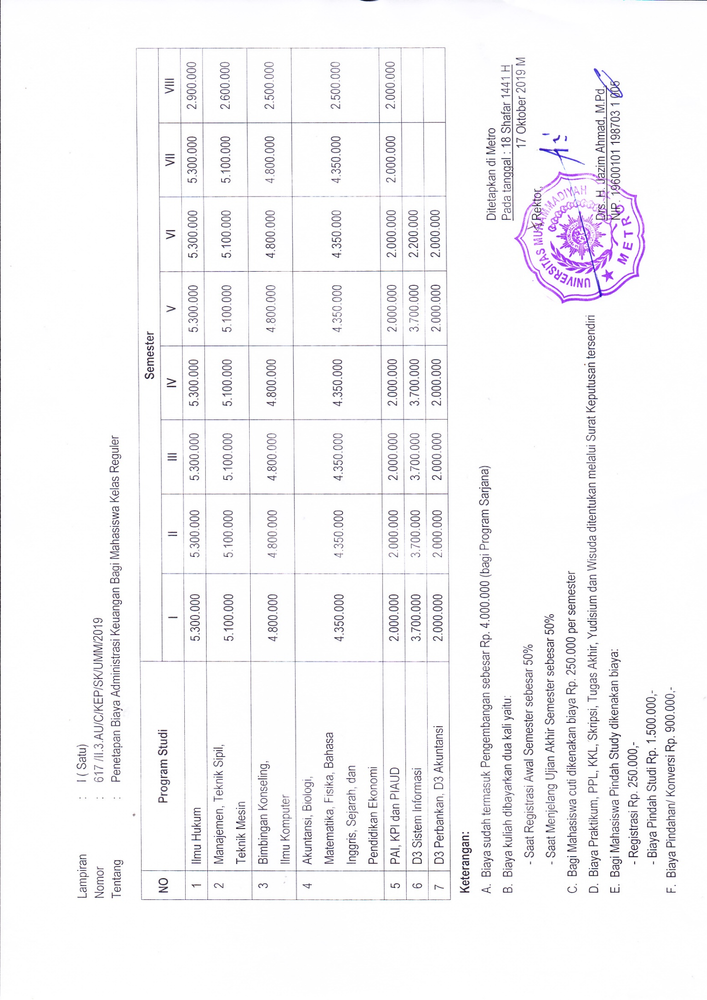 Lampiran : I ( Satu)
Nomor : 617 /II.3.AU/C/KEP/SK/UMM/2019
Tentang : Penetapan Biaya Administrasi Keuangan Bagi Mahasiswa Kelas Reguler
NO Program Studi Semester
I II III IV V VI VII VIII
1 Ilmu Hukum 5.300.000 5.300.000 5.300.000 5.300.000 5.300.000 5.300.000 5.300.000 2.900.000
2 Manajemen, Teknik Sipil, 5.100.000 5.100.000 5.100.000 5.100.000 5.100.000 5.100.000 5.100.000 2.600.000
Teknik Mesin
3 Bimbingan Konseling, 4.800.000 4.800.000 4.800.000 4.800.000 4.800.000 4.800.000 4.800.000 2.500.000
Ilmu Komputer
4 Akuntansi, Biologi,
Matematika, Fisika, Bahasa 4.350.000 4.350.000 4.350.000 4.350.000 4.350.000 4.350.000 4.350.000 2.500.000
Inggris, Sejarah, dan
Pendidikan Ekonomi
5 PAI, KPI dan PIAUD 2.000.000 2.000.000 2.000.000 2.000.000 2.000.000 2.000.000 2.000.000 2.000.000
6 D3 Sistem Informasi 3.700.000 3.700.000 3.700.000 3.700.000 3.700.000 2.200.000
7 D3 Perbankan, D3 Akuntansi 2.000.000 2.000.000 2.000.000 2.000.000 2.000.000 2.000.000
Keterangan:
A. Biaya sudah termasuk Pengembangan sebesar Rp. 4.000.000 (bagi Program Sarjana)
B. Biaya kuliah dibayarkan dua kali yaitu:
- Saat Registrasi Awal Semester sebesar 50%
- Saat Menjelang Ujian Akhir Semester sebesar 50%
C. Bagi Mahasiswa cuti dikenakan biaya Rp. 250.000 per semester
D. Biaya Praktikum, PPL, KKL, Skripsi, Tugas Akhir, Yudisium dan Wisuda ditentukan melalui Surat Keputusan tersendiri
E. Bagi Mahasiswa Pindah Study dikenakan biaya:
- Registrasi Rp. 250.000,-
- Biaya Pindah Studi Rp. 1.500.000,-
F. Biaya Pindahan/ Konversi Rp. 900.000,-
Ditetapkan di Metro
Pada tanggal : 18 Shafar 1441 H
17 Oktober 2019 M
Rektor,
UNIVERSITAS MUHAMMADIYAH
METRO
Drs. H. Jazim Ahmad, M.Pd.
NIP. 19600101 198703 1 006